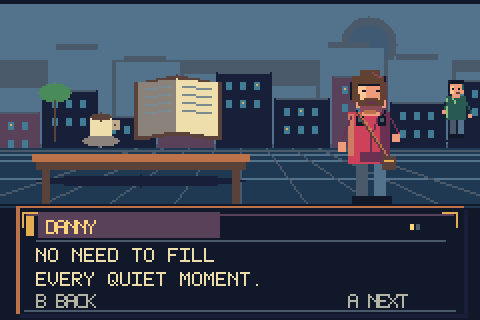 DANNY
NO NEED TO FILL
EVERY QUIET MOMENT.
B BACK
A NEXT